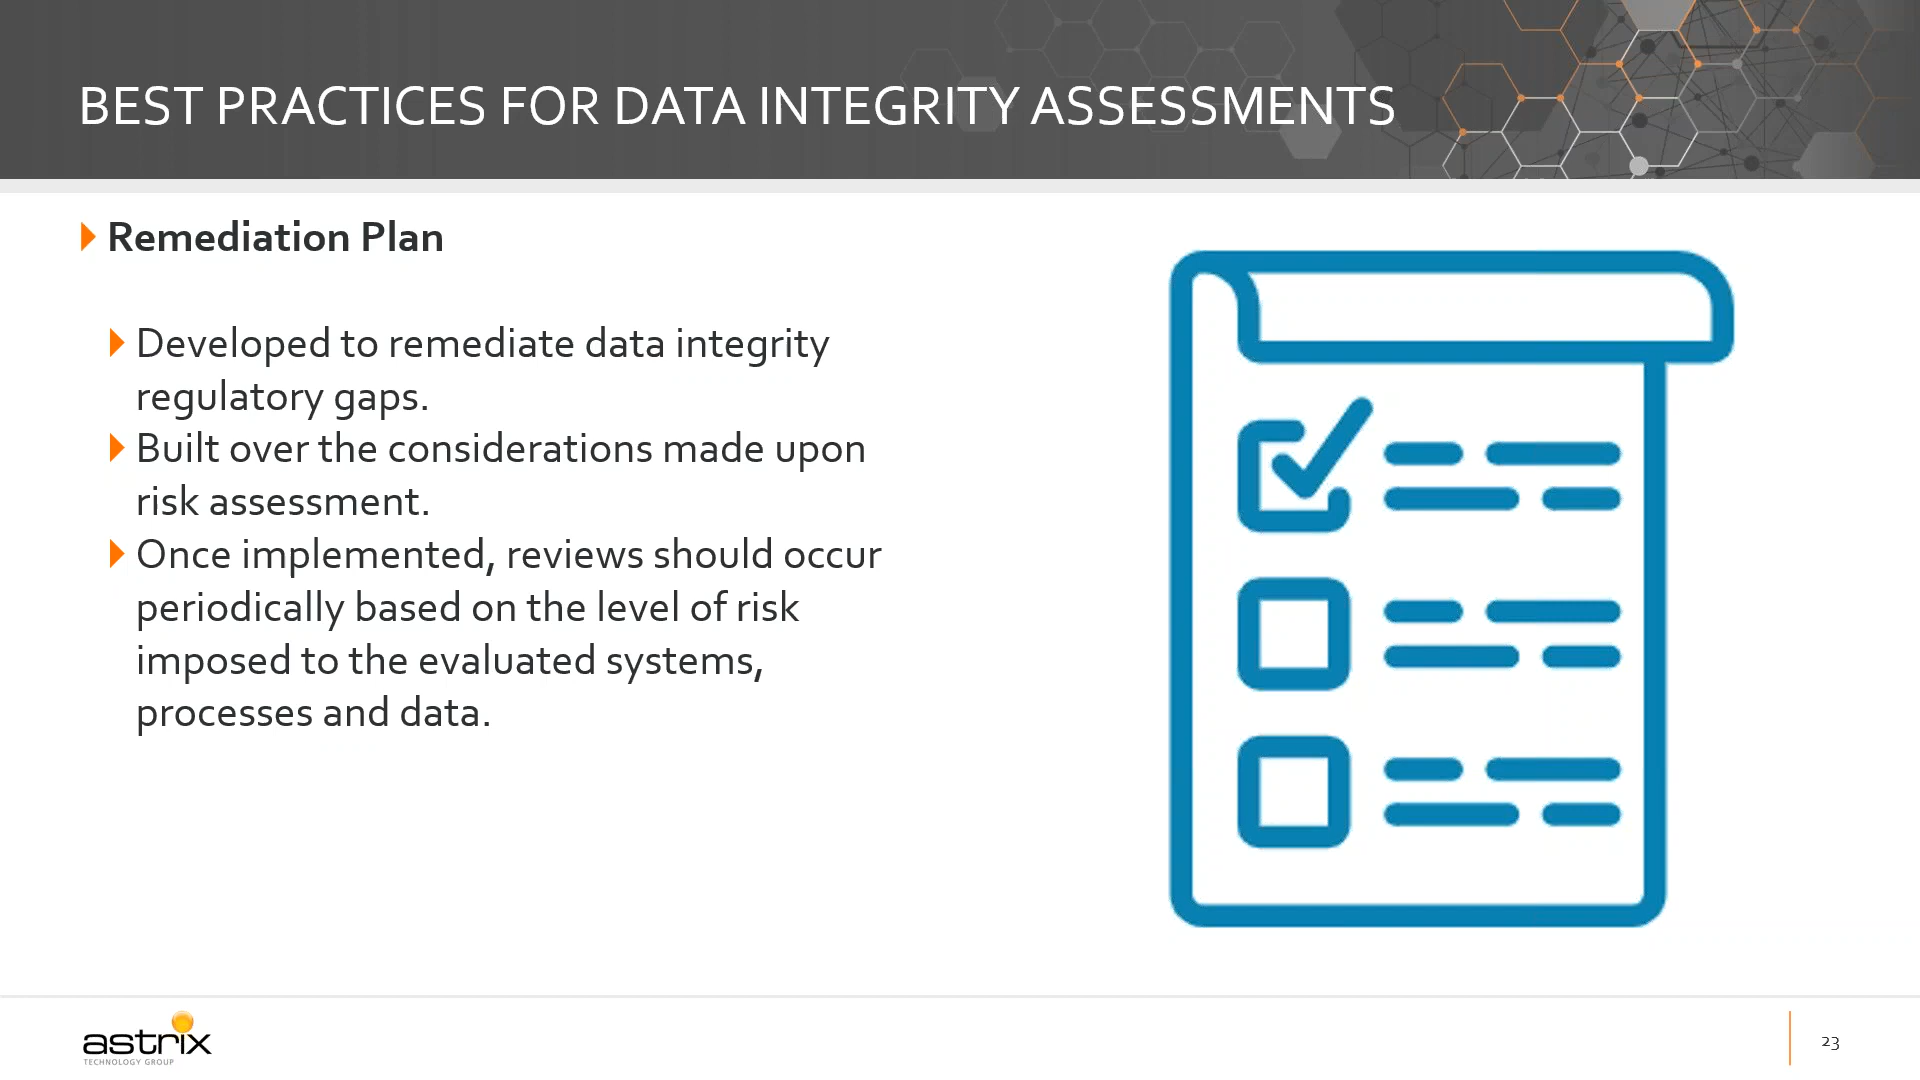 BEST PRACTICES FOR DATA INTEGRITY ASSESSMENTS
Remediation Plan
Developed to remediate data integrity
regulatory gaps.
Built over the considerations made upon
risk assessment.
Once implemented, reviews should occur
periodically based on the level of risk
imposed to the evaluated systems,
processes and data.
astrix
TECHNOLOGY GROUP
23